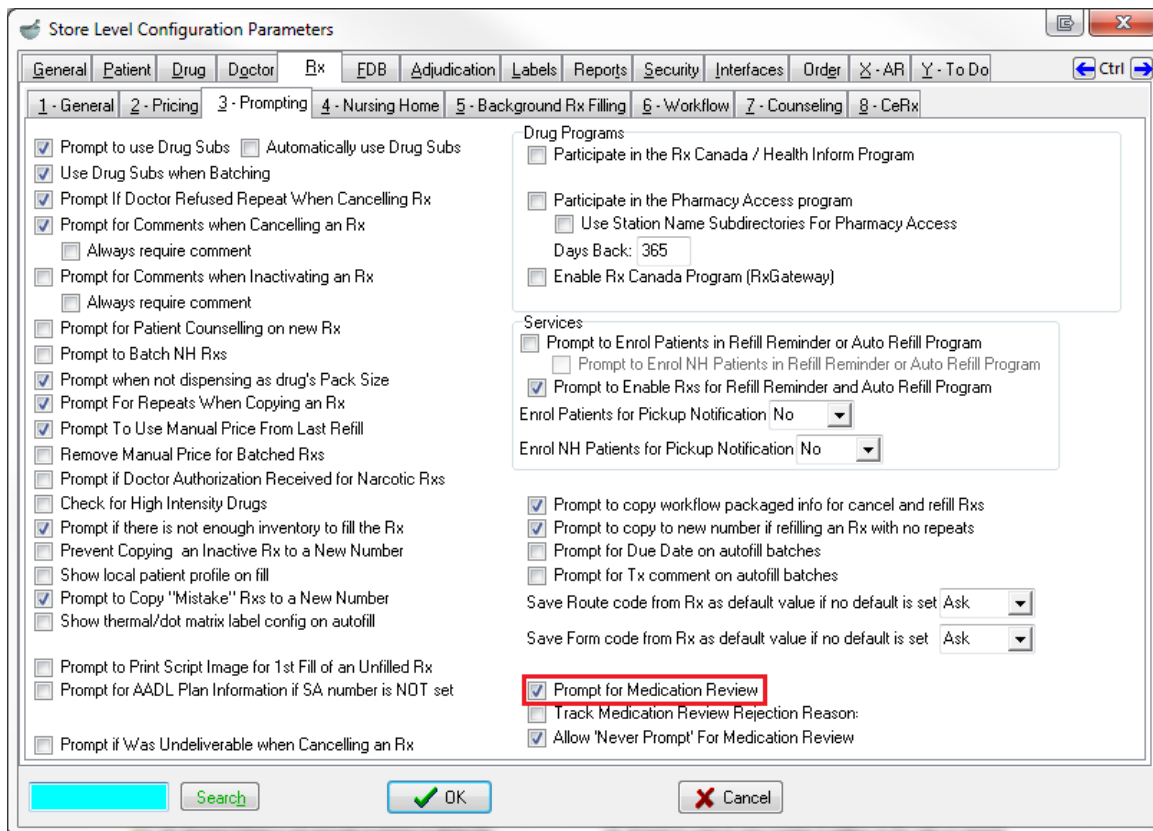 Store Level Configuration Parameters
General Patient Drug Doctor Rx FDB Adjudication Labels Reports Security Interfaces Order X - AR Y - To Do Ctrl
1 - General 2 - Pricing 3 - Prompting 4 - Nursing Home 5 - Background Rx Filling 6 - Workflow 7 - Counseling 8 - CeRx
Prompt to use Drug Subs Automatically use Drug Subs
Use Drug Subs when Batching
Prompt If Doctor Refused Repeat When Cancelling Rx
Prompt for Comments when Cancelling an Rx
Always require comment
Prompt for Comments when Inactivating an Rx
Always require comment
Prompt for Patient Counselling on new Rx
Prompt to Batch NH Rxs
Prompt when not dispensing as drug's Pack Size
Prompt For Repeats When Copying an Rx
Prompt To Use Manual Price From Last Refill
Remove Manual Price for Batched Rxs
Prompt if Doctor Authorization Received for Narcotic Rxs
Check for High Intensity Drugs
Prompt if there is not enough inventory to fill the Rx
Prevent Copying an Inactive Rx to a New Number
Show local patient profile on fill
Prompt to Copy "Mistake" Rxs to a New Number
Show thermal/dot matrix label config on autofill
Prompt to Print Script Image for 1st Fill of an Unfilled Rx
Prompt for AADL Plan Information if SA number is NOT set
Prompt if Was Undeliverable when Cancelling an Rx
Drug Programs
Participate in the Rx Canada / Health Inform Program
Participate in the Pharmacy Access program
Use Station Name Subdirectories For Pharmacy Access
Days Back: 365
Enable Rx Canada Program (RxGateway)
Services
Prompt to Enrol Patients in Refill Reminder or Auto Refill Program
Prompt to Enrol NH Patients in Refill Reminder or Auto Refill Program
Prompt to Enable Rxs for Refill Reminder and Auto Refill Program
Enrol Patients for Pickup Notification No
Enrol NH Patients for Pickup Notification No
Prompt to copy workflow packaged info for cancel and refill Rxs
Prompt to copy to new number if refilling an Rx with no repeats
Prompt for Due Date on autofill batches
Prompt for Tx comment on autofill batches
Save Route code from Rx as default value if no default is set Ask
Save Form code from Rx as default value if no default is set Ask
Prompt for Medication Review
Track Medication Review Rejection Reason:
Allow 'Never Prompt' For Medication Review
Search OK Cancel